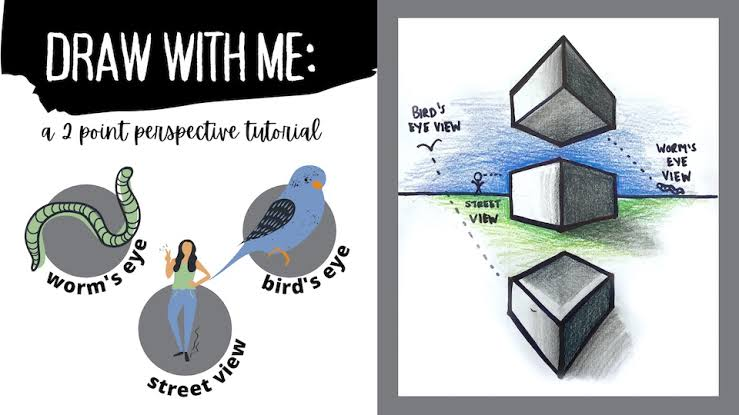 DRAW WITH ME:
a 2 point perspective tutorial
worm's eye
bird's eye
street view
BIRD'S
EYE VIEW
WORM'S
EYE
VIEW
STREET
VIEW